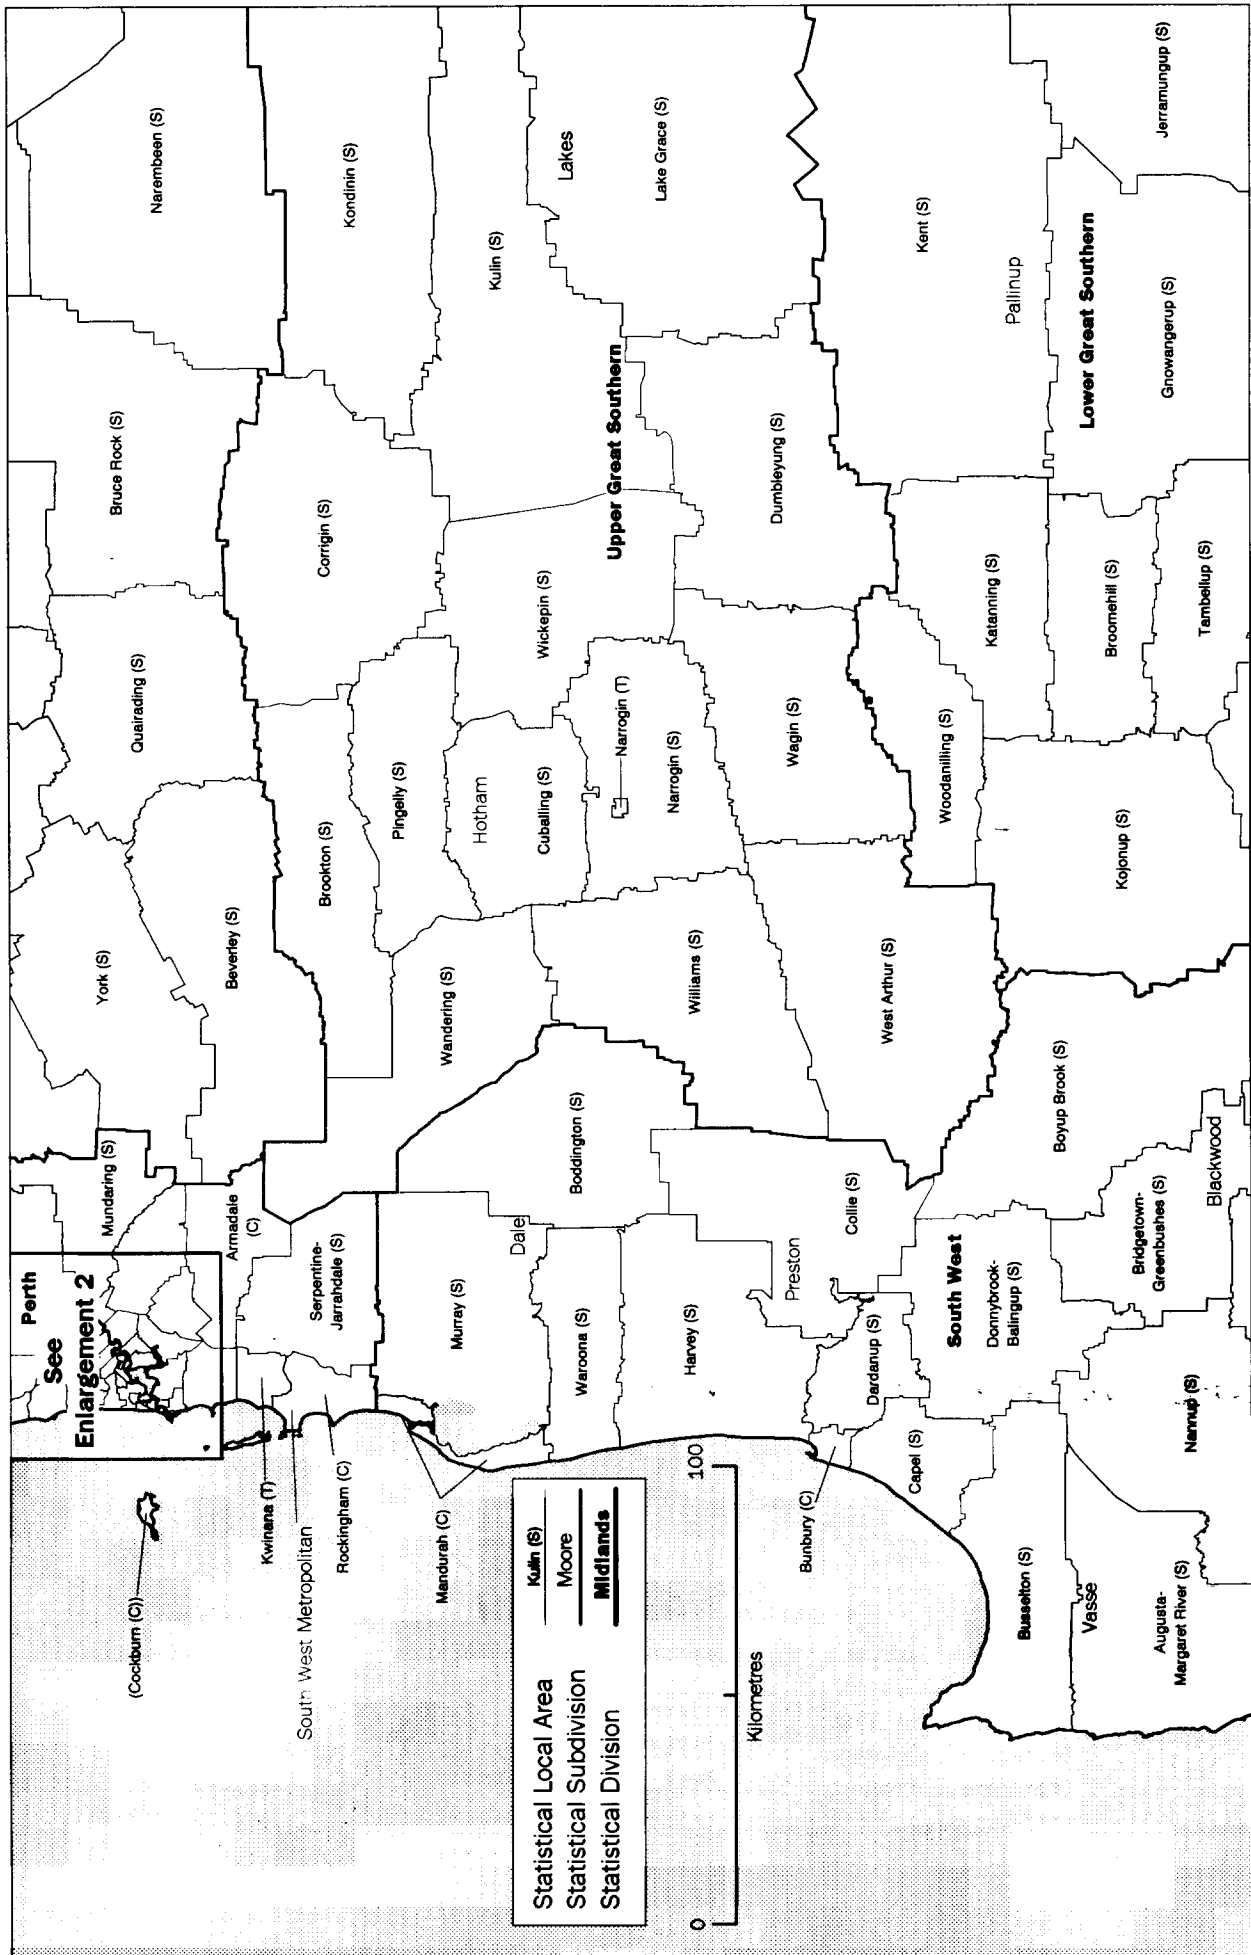 Perth
See
Enlargement 2
Mundaring (S)
York (S)
Quairading (S)
Bruce Rock (S)
Narembeen (S)
(Cockburn (C))
Armadale
(C)
Beverley (S)
Kwinana (T)
South West Metropolitan
Rockingham (C)
Serpentine-
Jarrahdale (S)
Brookton (S)
Corrigin (S)
Kondinin (S)
Mandurah (C)
Murray (S)
Wandering (S)
Pingelly (S)
Hotham
Kulin (S)
Dale
Cuballing (S)
Wickepin (S)
Lakes
Waroona (S)
Boddington (S)
Narrogin (T)
Upper Great Southern
Harvey (S)
Williams (S)
Narrogin (S)
Lake Grace (S)
Preston
Wagin (S)
Dumbleyung (S)
Bunbury (C)
Dardanup (S)
Collie (S)
West Arthur (S)
Capel (S)
South West
Woodanilling (S)
Kent (S)
Donnybrook-
Balingup (S)
Katanning (S)
Pallinup
Busselton (S)
Boyup Brook (S)
Vasse
Kojonup (S)
Broomehill (S)
Lower Great Southern
Augusta-
Margaret River (S)
Nannup (S)
Bridgetown-
Greenbushes (S)
Blackwood
Tambellup (S)
Gnowangerup (S)
Jerramungup (S)
Statistical Local Area
Kulin (S)
Statistical Subdivision
Moore
Statistical Division
Midlands
0
100
Kilometres